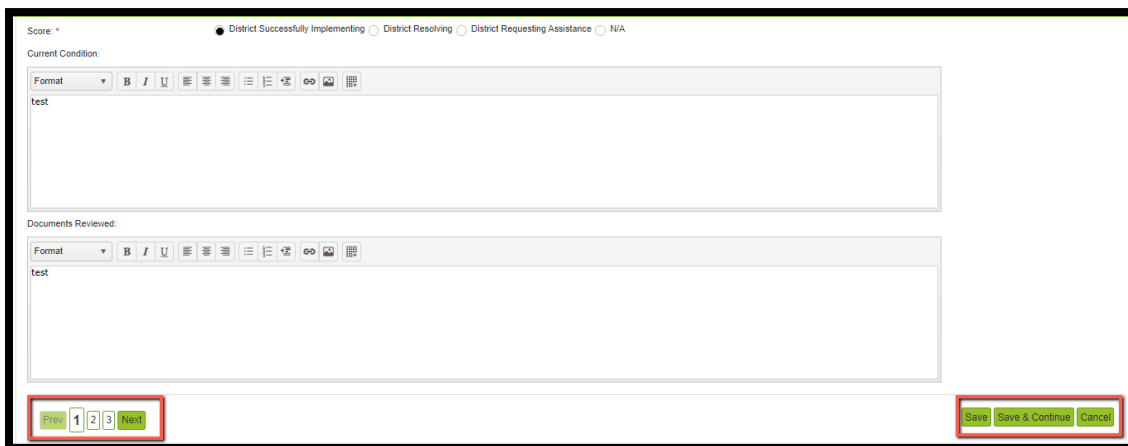 Score: * District Successfully Implementing District Resolving District Requesting Assistance N/A
Current Condition:
Format B I U
test
Documents Reviewed:
Format B I U
test
Prev 1 2 3 Next Save Save & Continue Cancel